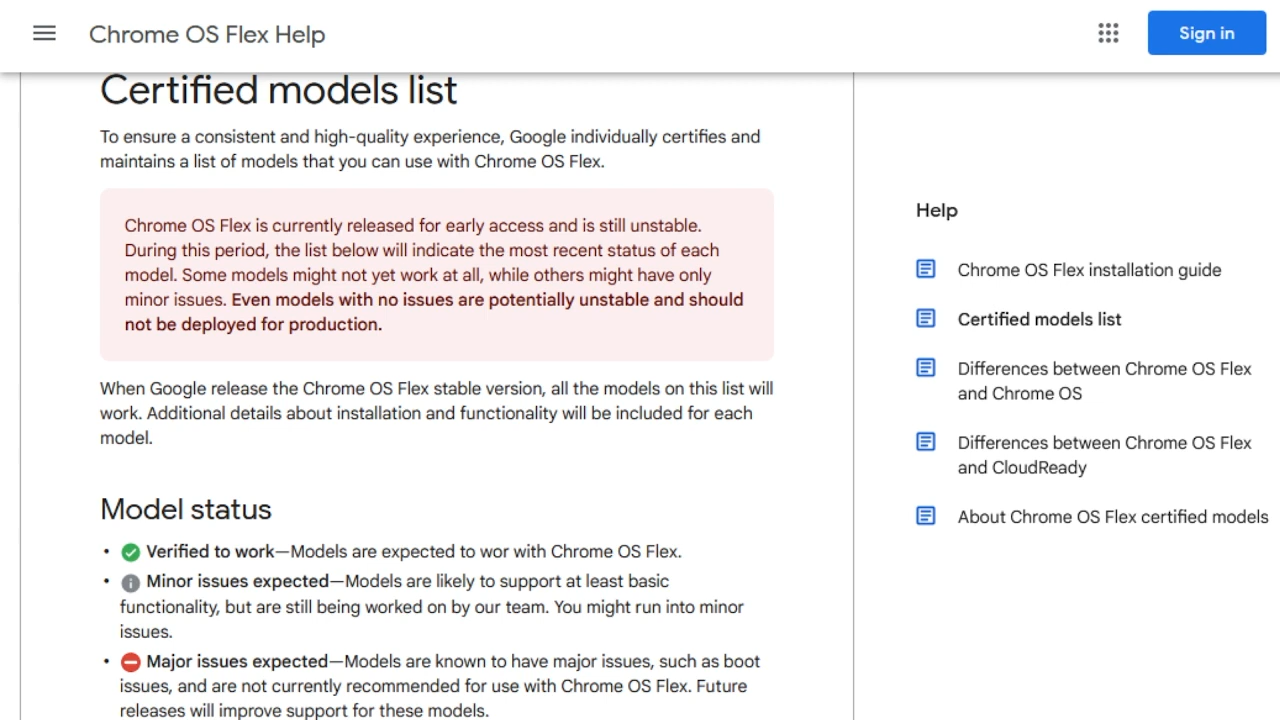 Chrome OS Flex Help
Sign in
Certified models list
To ensure a consistent and high-quality experience, Google individually certifies and
maintains a list of models that you can use with Chrome OS Flex.
Chrome OS Flex is currently released for early access and is still unstable.
During this period, the list below will indicate the most recent status of each
model. Some models might not yet work at all, while others might have only
minor issues. Even models with no issues are potentially unstable and should
not be deployed for production.
When Google release the Chrome OS Flex stable version, all the models on this list will
work. Additional details about installation and functionality will be included for each
model.
Model status
• Verified to work—Models are expected to wor with Chrome OS Flex.
• Minor issues expected—Models are likely to support at least basic
functionality, but are still being worked on by our team. You might run into minor
issues.
• Major issues expected—Models are known to have major issues, such as boot
issues, and are not currently recommended for use with Chrome OS Flex. Future
releases will improve support for these models.
Help
Chrome OS Flex installation guide
Certified models list
Differences between Chrome OS Flex
and Chrome OS
Differences between Chrome OS Flex
and CloudReady
About Chrome OS Flex certified models